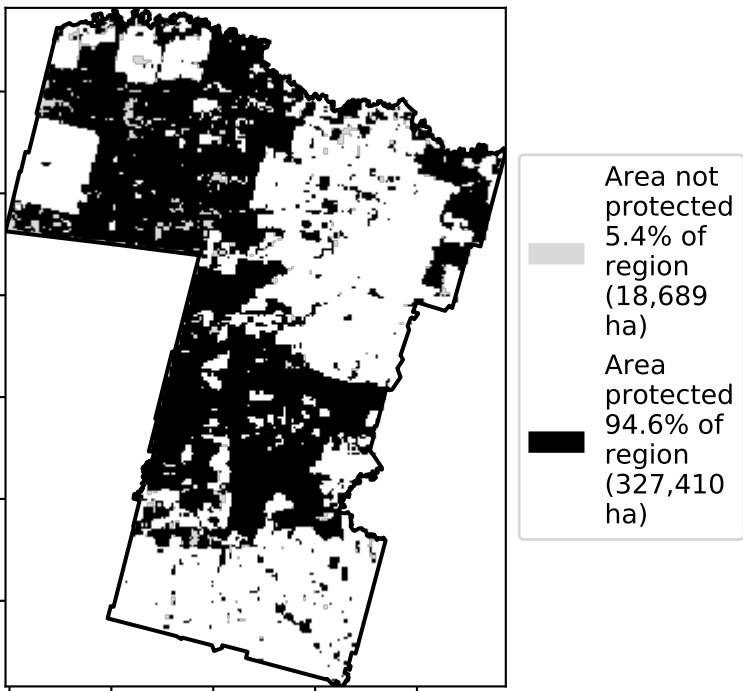 Area not
protected
5.4% of
region
(18,689
ha)
Area
protected
94.6% of
region
(327,410
ha)